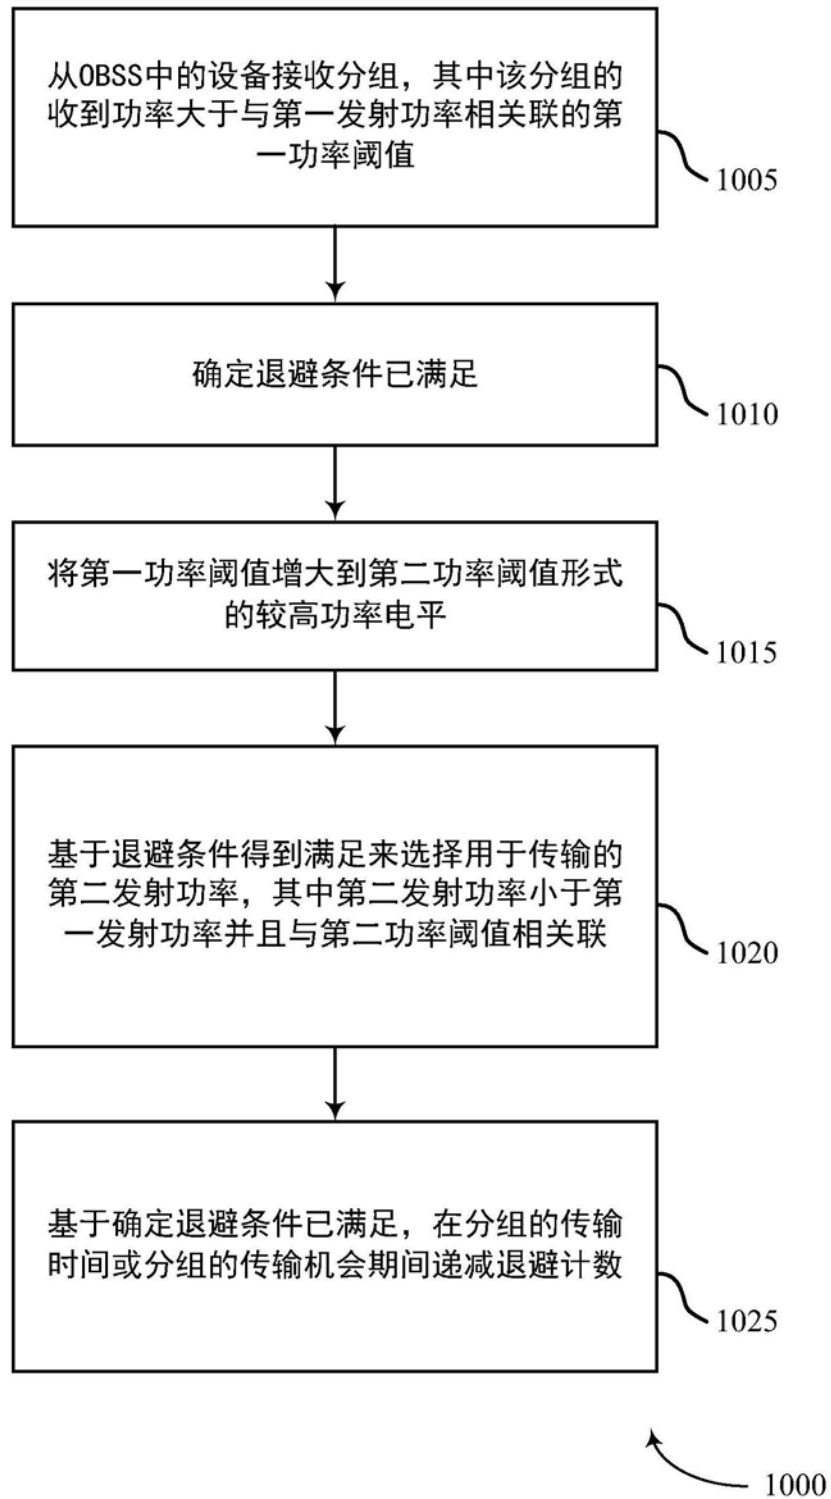 从OBSS中的设备接收分组，其中该分组的
收到功率大于与第一发射功率相关联的第
一功率阈值
1005
确定退避条件已满足
1010
将第一功率阈值增大到第二功率阈值形式
的较高功率电平
1015
基于退避条件得到满足来选择用于传输的
第二发射功率，其中第二发射功率小于第
一发射功率并且与第二功率阈值相关联
1020
基于确定退避条件已满足，在分组的传输
时间或分组的传输机会期间递减退避计数
1025
1000